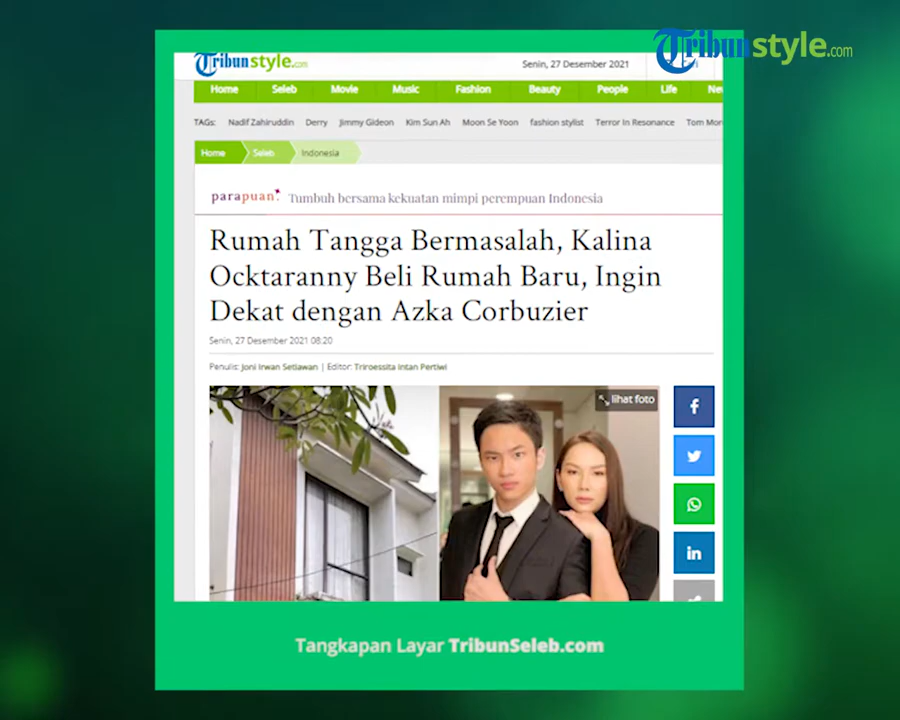 Tribunstyle.com
Tribunstyle.com
Senin, 27 Desember 2021
Home Seleb Movie Music Fashion Beauty People Life
TAGs: Nadif Zahiruddin Derry Jimmy Gideon Kim Sun Ah Moon Se Yoon fashion stylist Terror In Resonance Tom
Home Seleb Indonesia
parapuan. Tumbuh bersama kekuatan mimpi perempuan Indonesia
Rumah Tangga Bermasalah, Kalina
Ocktaranny Beli Rumah Baru, Ingin
Dekat dengan Azka Corbuzier
Senin, 27 Desember 2021 08:20
Penulis: Joni Irwan Setiawan | Editor: Triroessita Intan Pertiwi
lihat foto
Tangkapan Layar TribunSeleb.com